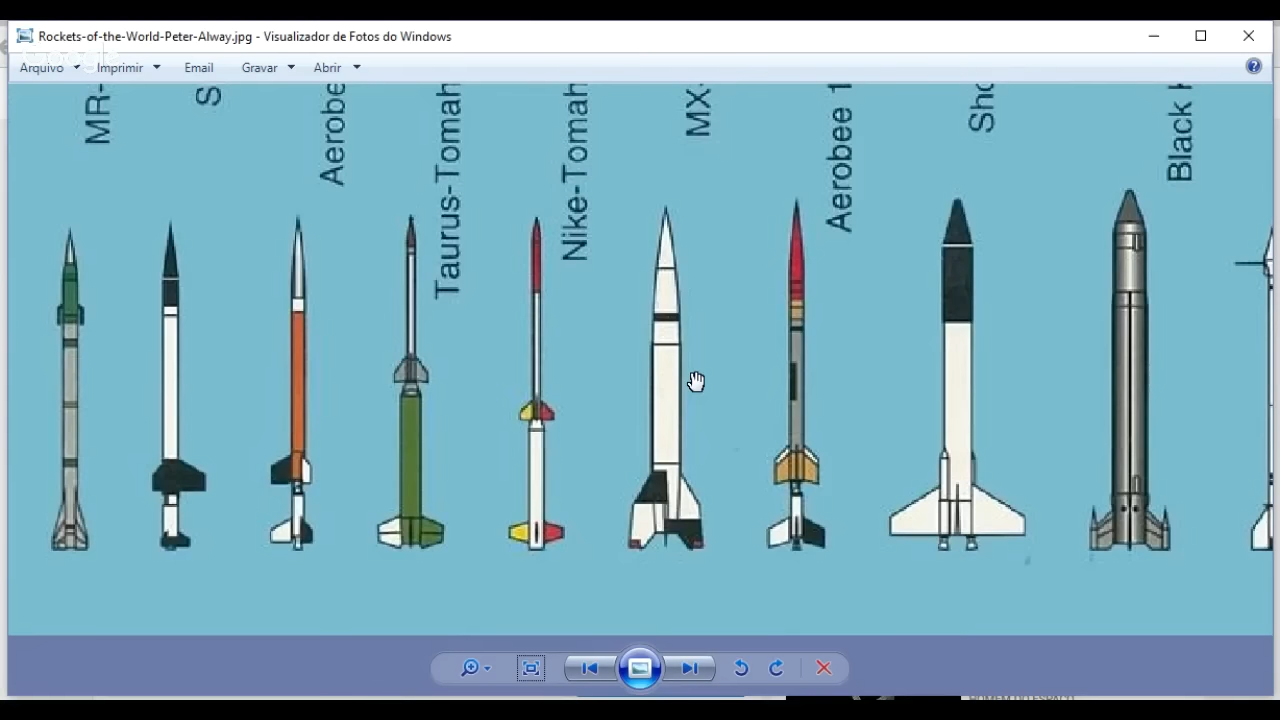 Rockets-of-the-World-Peter-Alway.jpg - Visualizador de Fotos do Windows
Arquivo Imprimir Email Gravar Abrir
MR-
S
Aerobe
Taurus-Tomah
Nike-Tomah
MX-
Aerobee 1
Sho
Black